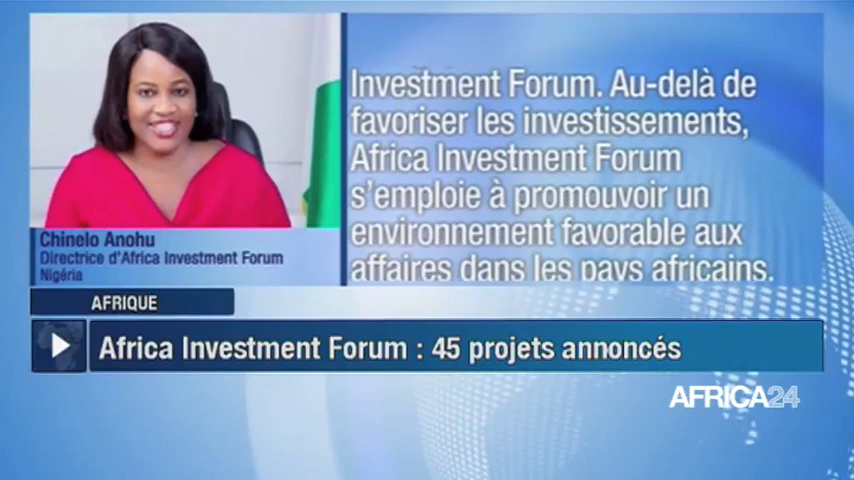 Investment Forum. Au-delà de
favoriser les investissements,
Africa Investment Forum
s'emploie à promouvoir un
environnement favorable aux
affaires dans les pays africains.
Chinelo Anohu
Directrice d'Africa Investment Forum
Nigéria
AFRIQUE
Africa Investment Forum : 45 projets annoncés
AFRICA24